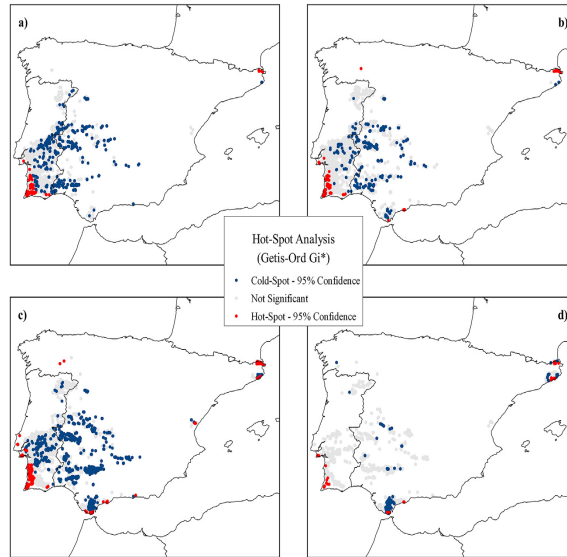 a)
b)
Hot-Spot Analysis
(Getis-Ord Gi*)
Cold-Spot - 95% Confidence
Not Significant
Hot-Spot - 95% Confidence
c)
d)